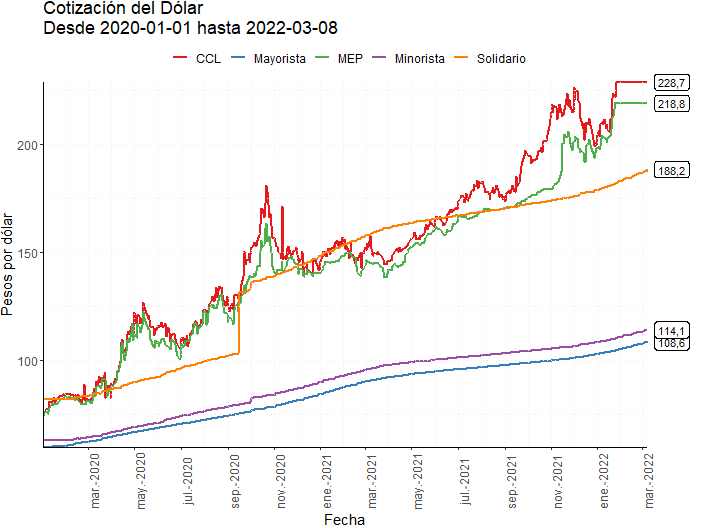 Cotización del Dólar
Desde 2020-01-01 hasta 2022-03-08
CCL Mayorista MEP Minorista Solidario
228,7
218,8
200
188,2
150
114,1
108,6
100
Pesos por dólar
mar.-2020 may.-2020 jul.-2020 sep.-2020 nov.-2020 ene.-2021 mar.-2021 may.-2021 jul.-2021 sep.-2021 nov.-2021 ene.-2022 mar.-2022
Fecha